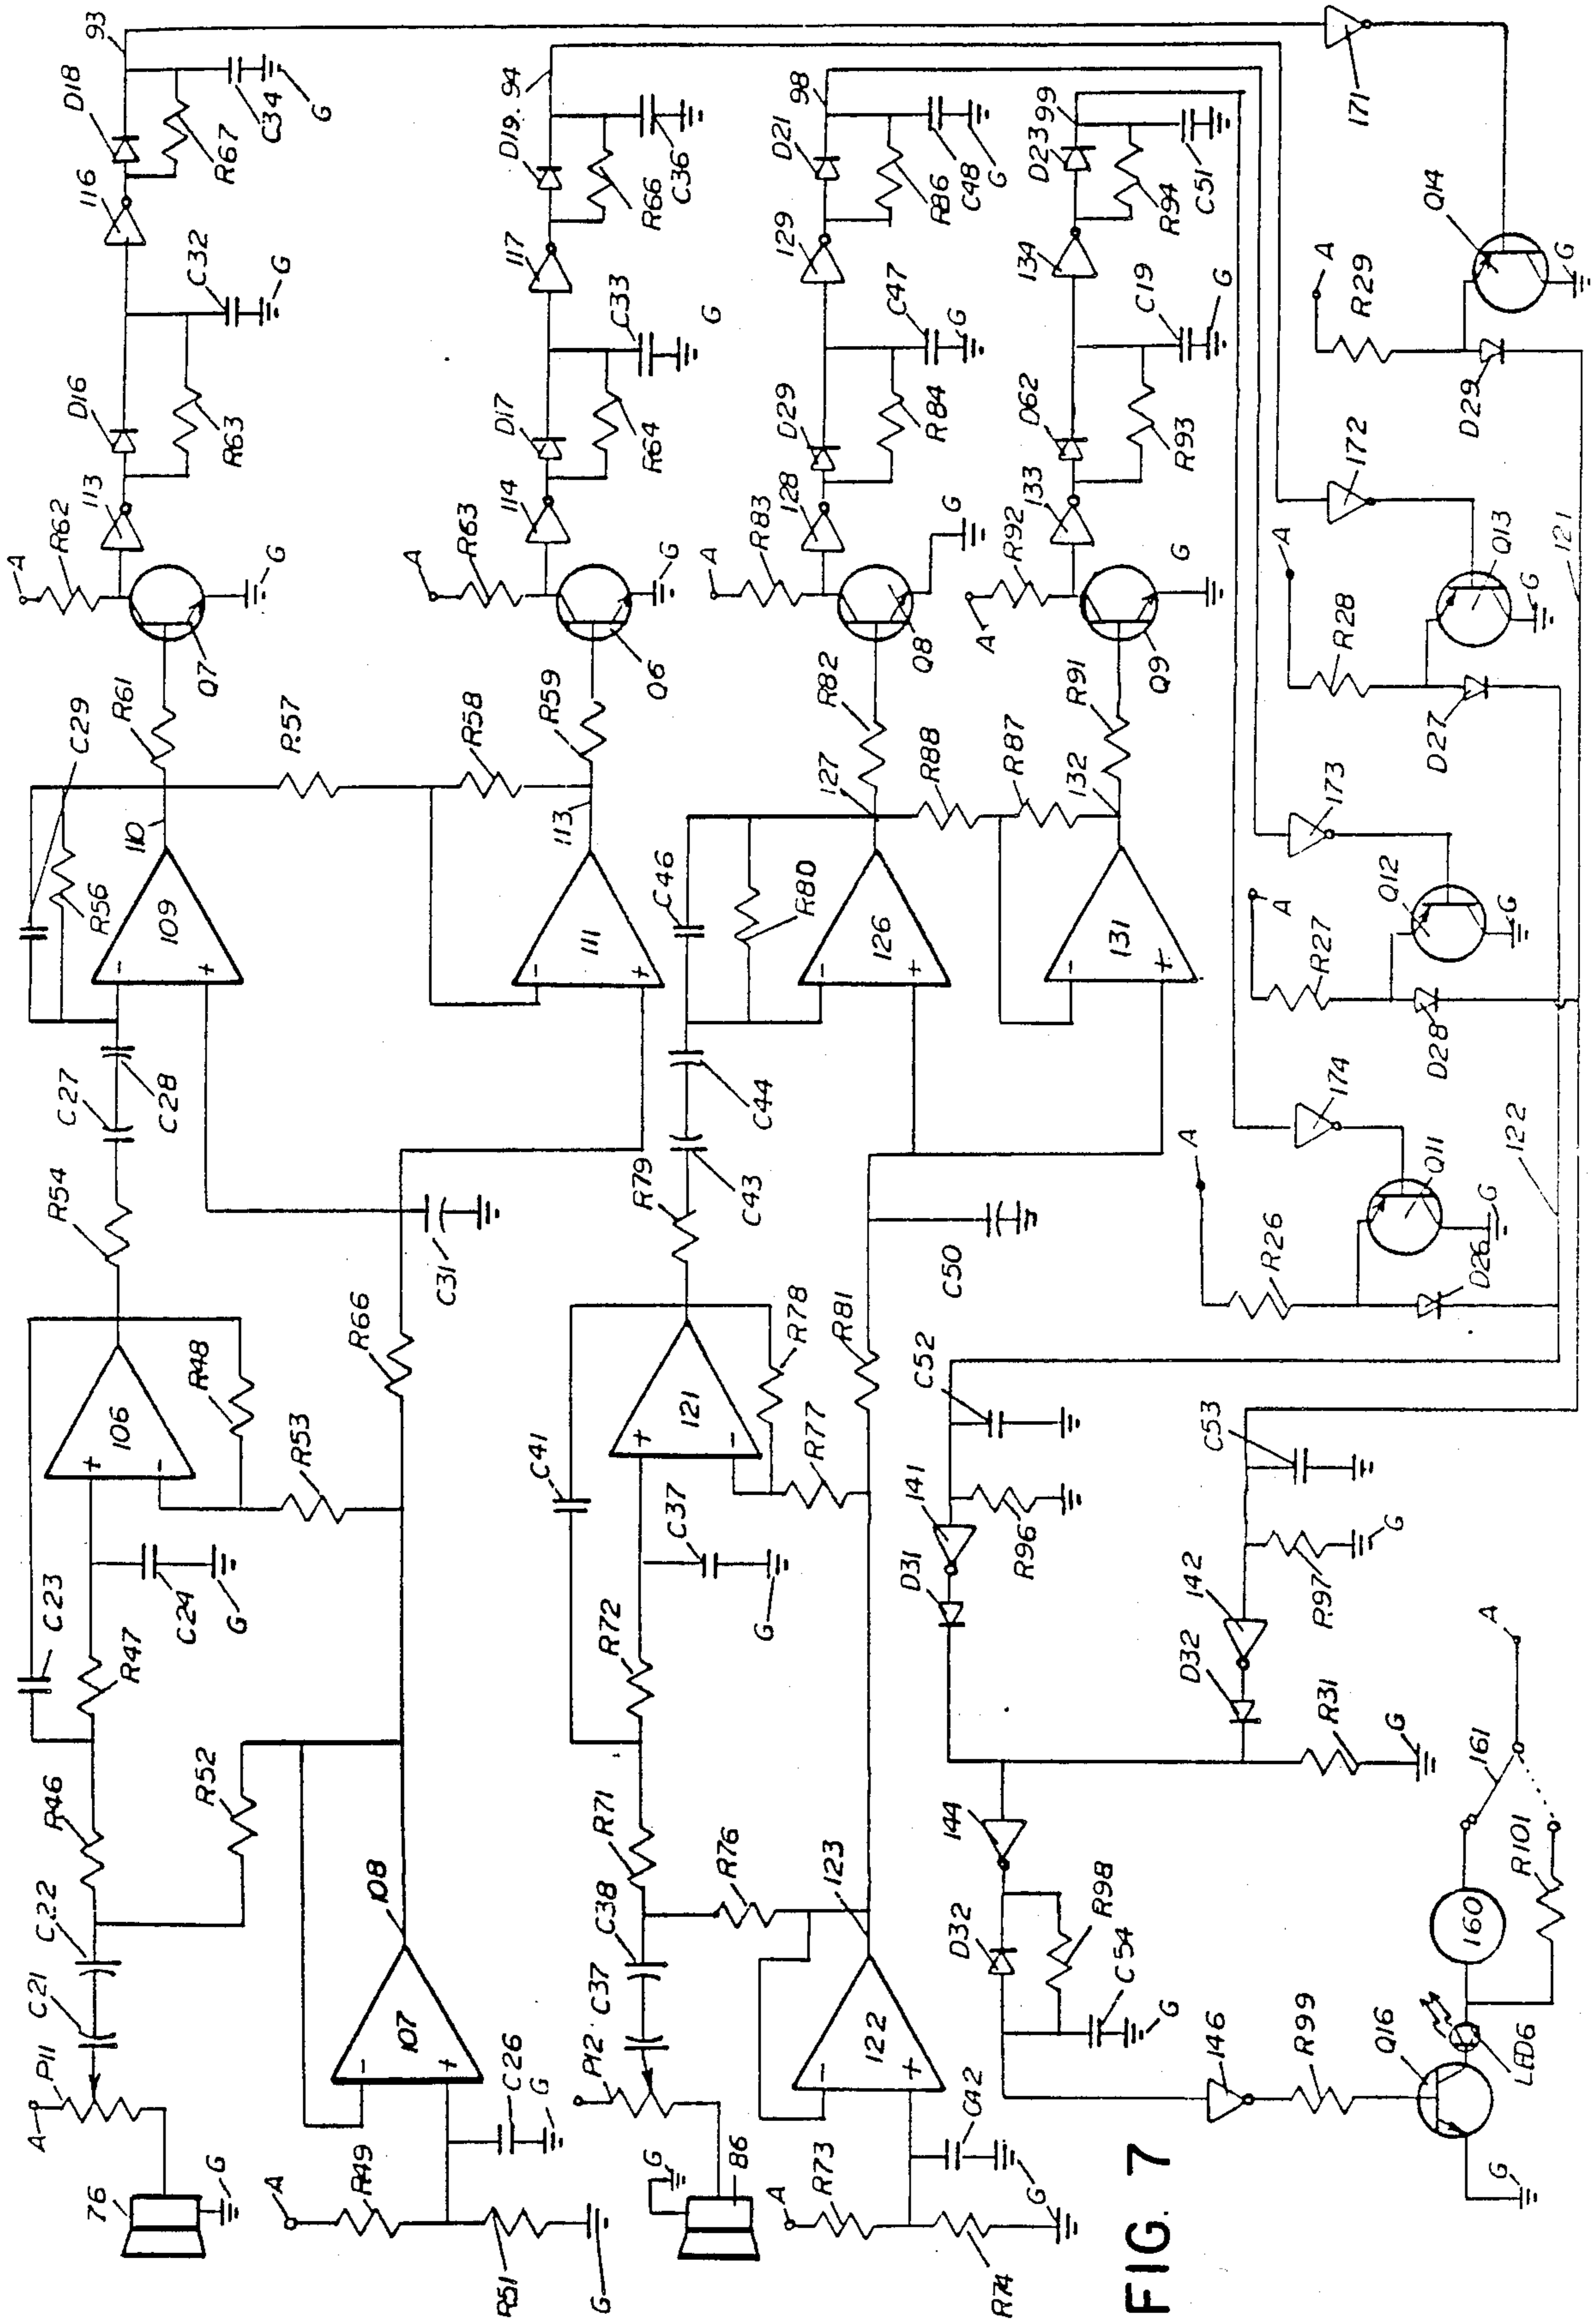 76
A
P11
C21
C22
R46
R47
C23
C24
G
G
106
R48
R53
R52
R54
C27
C28
C29
R56
109
110
R61
R57
Q7
A
R62
113
D16
R63
C32
G
G
116
D18
R67
C34
G
93
A
R49
R51
G
C26
G
107
108
R66
C31
111
113
R58
R59
Q6
A
R63
G
114
D17
R64
C33
G
117
D19
R66
C36
94
G
86
P12
C37
C38
R71
R72
C41
C37
G
121
R78
R77
R76
R79
C43
C44
C46
R80
126
127
R82
R88
Q8
A
R83
G
128
D29
R84
C47
G
129
D21
R86
C48
G
98
A
R73
R74
G
C42
122
123
R81
C50
131
132
R87
R91
Q9
A
R92
G
133
D62
R93
C19
G
134
D23
R94
C51
99
C52
R96
141
D31
C53
R97
G
142
D32
R31
G
144
D32
R98
C54
G
146
R99
Q16
G
LED6
160
R101
161
A
A
R26
D26
Q11
G
174
122
A
R27
D28
Q12
G
173
A
R28
D27
Q13
G
172
121
A
R29
D29
Q14
G
171
FIG. 7